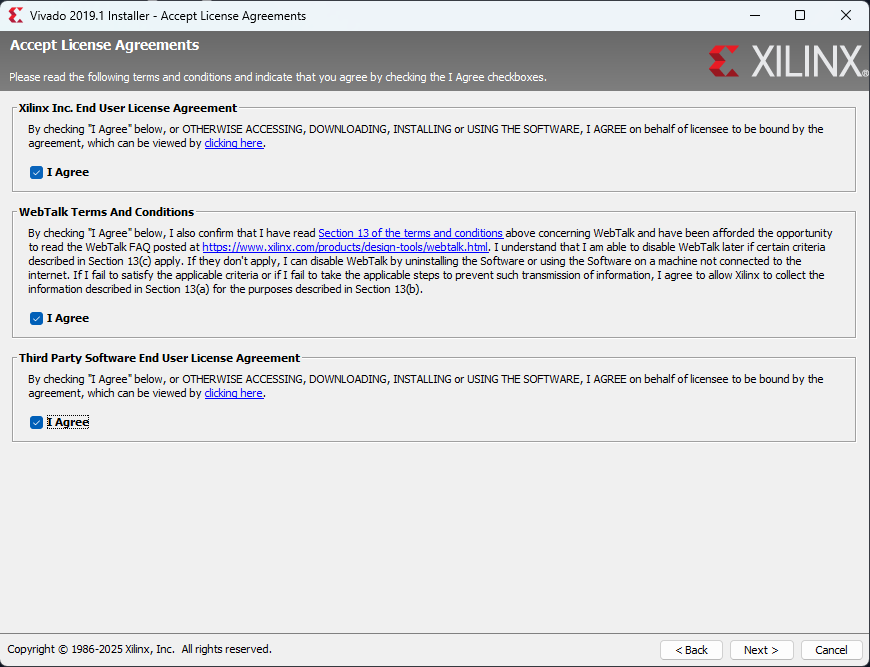 Vivado 2019.1 Installer - Accept License Agreements
Accept License Agreements
Please read the following terms and conditions and indicate that you agree by checking the I Agree checkboxes.
XILINX®
Xilinx Inc. End User License Agreement
By checking "I Agree" below, or OTHERWISE ACCESSING, DOWNLOADING, INSTALLING or USING THE SOFTWARE, I AGREE on behalf of licensee to be bound by the
agreement, which can be viewed by clicking here.
I Agree
WebTalk Terms And Conditions
By checking "I Agree" below, I also confirm that I have read Section 13 of the terms and conditions above concerning WebTalk and have been afforded the opportunity
to read the WebTalk FAQ posted at https://www.xilinx.com/products/design-tools/webtalk.html. I understand that I am able to disable WebTalk later if certain criteria
described in Section 13(c) apply. If they don't apply, I can disable WebTalk by uninstalling the Software or using the Software on a machine not connected to the
internet. If I fail to satisfy the applicable criteria or if I fail to take the applicable steps to prevent such transmission of information, I agree to allow Xilinx to collect the
information described in Section 13(a) for the purposes described in Section 13(b).
I Agree
Third Party Software End User License Agreement
By checking "I Agree" below, or OTHERWISE ACCESSING, DOWNLOADING, INSTALLING or USING THE SOFTWARE, I AGREE on behalf of licensee to be bound by the
agreement, which can be viewed by clicking here.
I Agree
Copyright © 1986-2025 Xilinx, Inc. All rights reserved.
< Back
Next >
Cancel